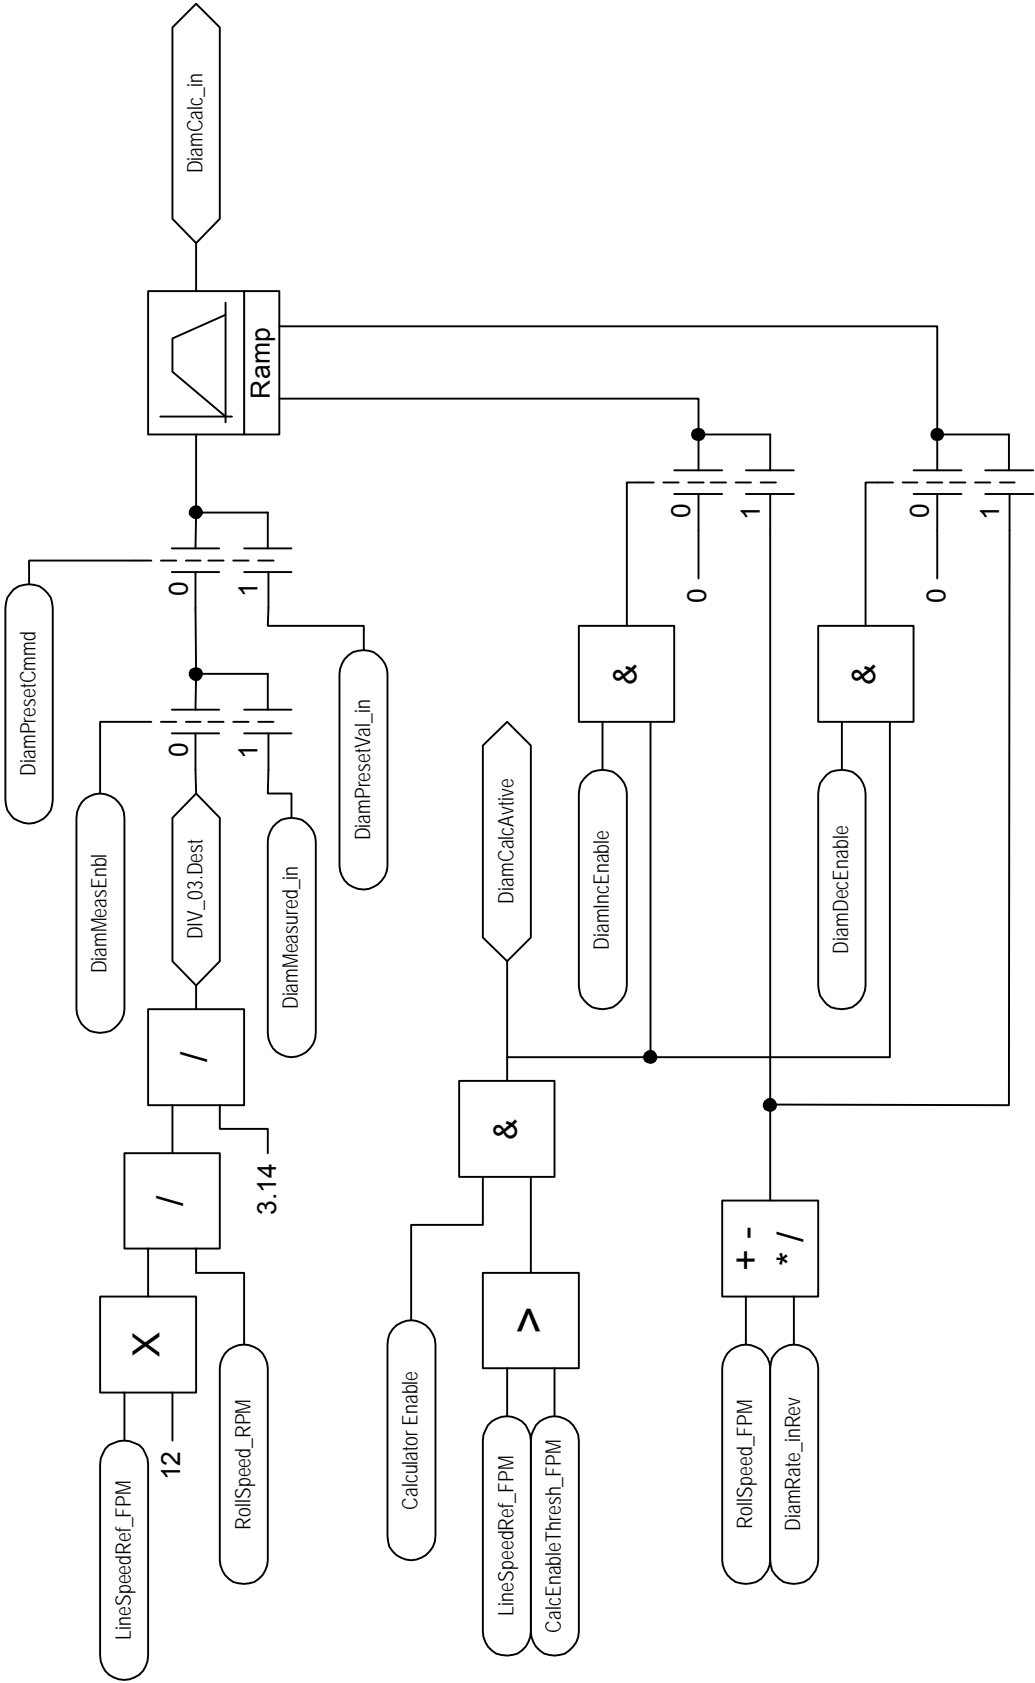 LineSpeedRef_FPM
12
X
RollSpeed_RPM
/
3.14
/
DIV_03.Dest
DiamMeasEnbl
0
1
DiamMeasured_in
DiamPresetCmmd
0
1
DiamPresetVal_in
Ramp
DiamCalc_in
Calculator Enable
LineSpeedRef_FPM
CalcEnableThresh_FPM
>
&
DiamCalcAvtive
DiamIncEnable
&
0
0
1
DiamDecEnable
&
0
0
1
RollSpeed_FPM
DiamRate_inRev
+ -
* /